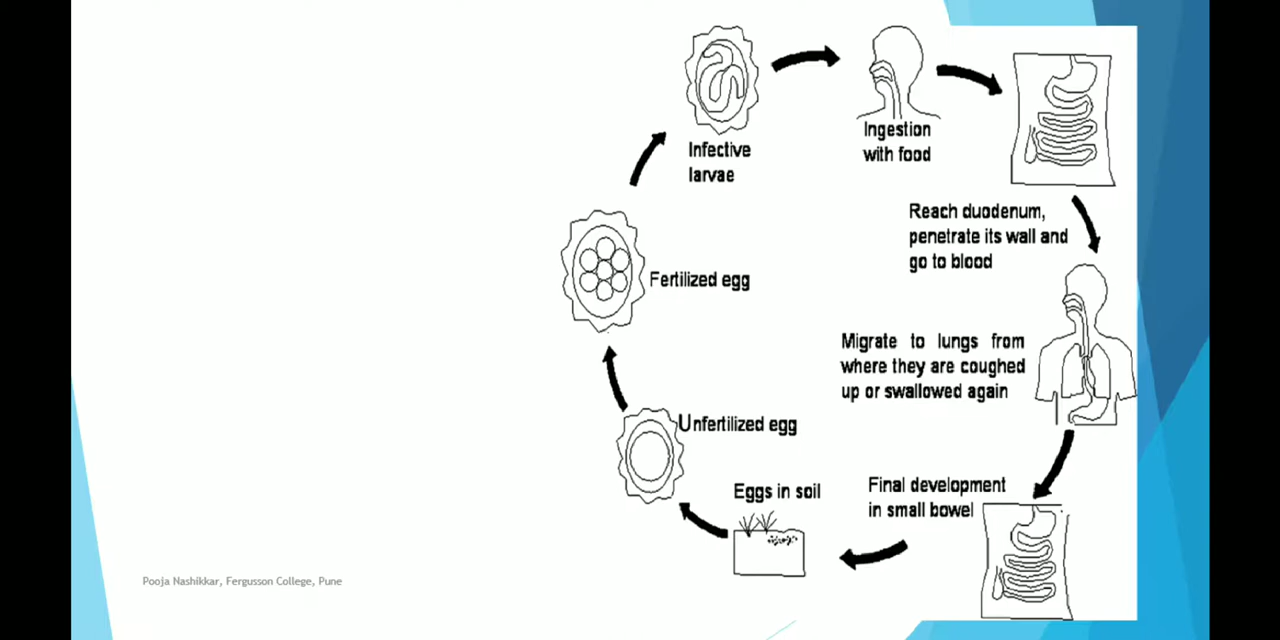 Infective
larvae
Ingestion
with food
Reach duodenum,
penetrate its wall and
go to blood
Migrate to lungs from
where they are coughed
up or swallowed again
Final development
in small bowel
Eggs in soil
Unfertilized egg
Fertilized egg
Pooja Nashikkar, Fergusson College, Pune